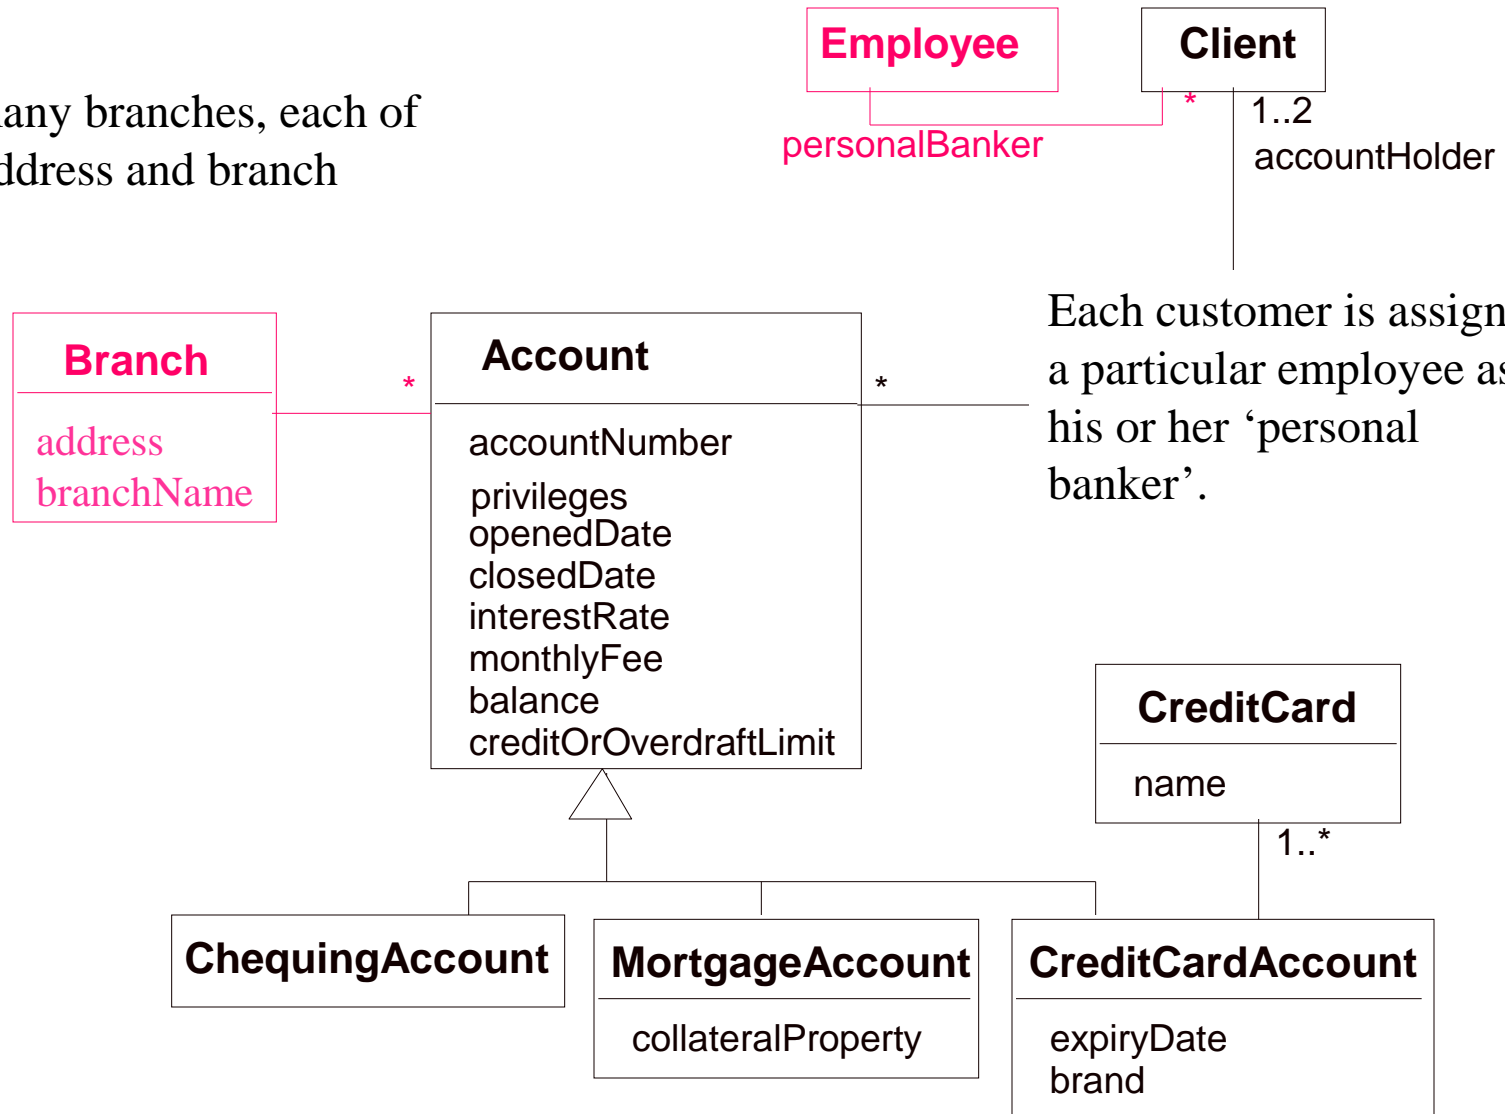 Employee
Client
*
1..2
personalBanker
accountHolder
any branches, each of
ddress and branch
Each customer is assign
a particular employee as
his or her ‘personal
banker’.
Branch
address
branchName
*
Account
*
accountNumber
privileges
openedDate
closedDate
interestRate
monthlyFee
balance
creditOrOverdraftLimit
CreditCard
name
1..*
ChequingAccount
MortgageAccount
collateralProperty
CreditCardAccount
expiryDate
brand